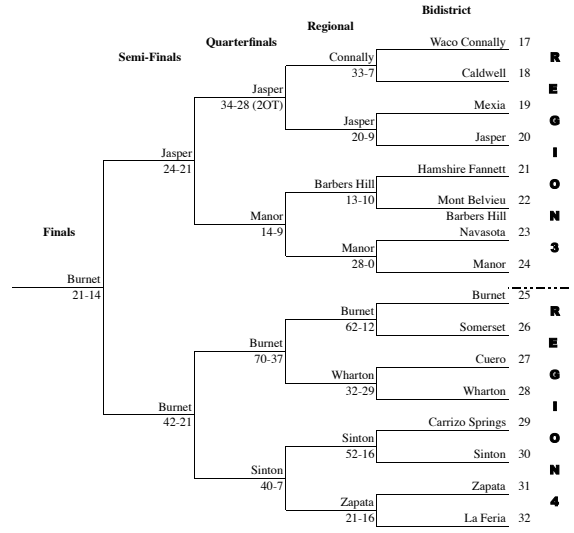 Bidistrict
Regional
Quarterfinals
Semi-Finals
Waco Connally 17
Connally
33-7
Caldwell 18
Jasper
34-28 (2OT)
Mexia 19
Jasper
20-9
Jasper 20
Jasper
24-21
Hamshire Fannett 21
Barbers Hill
13-10
Mont Belvieu 22
Barbers Hill
Manor
14-9
Navasota 23
Manor
28-0
Manor 24
REGION 3
Finals
Burnet
21-14
Burnet 25
Burnet
62-12
Somerset 26
Burnet
70-37
Cuero 27
Wharton
32-29
Wharton 28
Burnet
42-21
Carrizo Springs 29
Sinton
52-16
Sinton 30
Sinton
40-7
Zapata 31
Zapata
21-16
La Feria 32
REGION 4